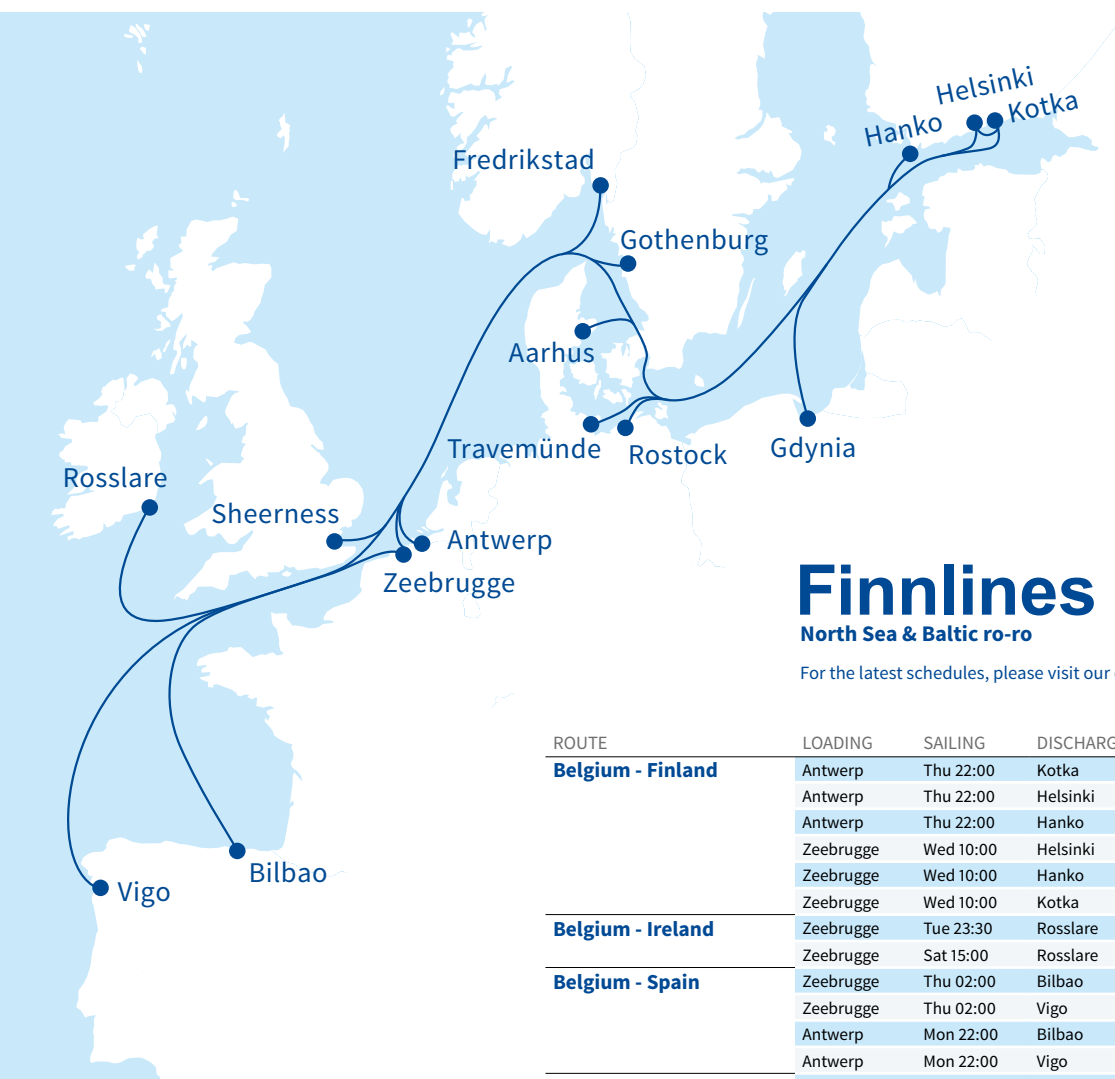 Helsinki
Kotka
Hanko
Fredrikstad
Gothenburg
Aarhus
Travemünde
Rostock
Gdynia
Rosslare
Sheerness
Antwerp
Zeebrugge
Bilbao
Vigo
Finnlines
North Sea & Baltic ro-ro
For the latest schedules, please visit our
ROUTE LOADING SAILING DISCHARG
Belgium - Finland Antwerp Thu 22:00 Kotka
Antwerp Thu 22:00 Helsinki
Antwerp Thu 22:00 Hanko
Zeebrugge Wed 10:00 Helsinki
Zeebrugge Wed 10:00 Hanko
Zeebrugge Wed 10:00 Kotka
Belgium - Ireland Zeebrugge Tue 23:30 Rosslare
Zeebrugge Sat 15:00 Rosslare
Belgium - Spain Zeebrugge Thu 02:00 Bilbao
Zeebrugge Thu 02:00 Vigo
Antwerp Mon 22:00 Bilbao
Antwerp Mon 22:00 Vigo